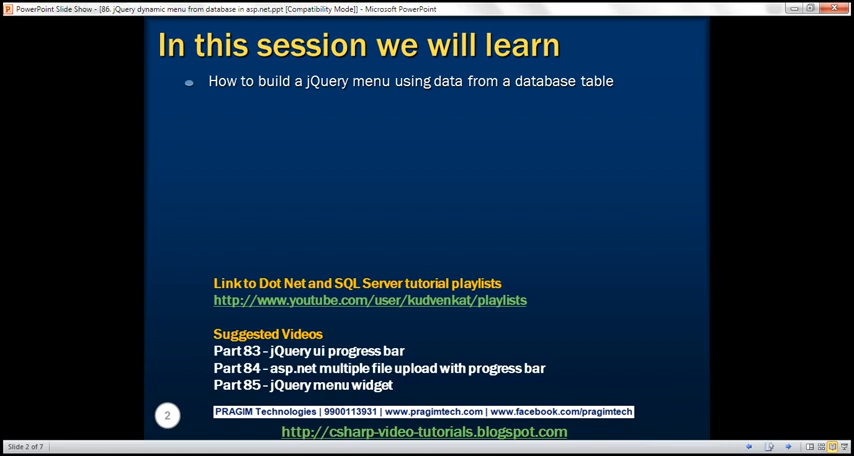 PowerPoint Slide Show - [86. jQuery dynamic menu from database in asp.net.ppt [Compatibility Mode]] - Microsoft PowerPoint
In this session we will learn
How to build a jQuery menu using data from a database table
Link to Dot Net and SQL Server tutorial playlists
http://www.youtube.com/user/kudvenkat/playlists
Suggested Videos
Part 83 - jQuery ui progress bar
Part 84 - asp.net multiple file upload with progress bar
Part 85 - jQuery menu widget
2
PRAGIM Technologies | 9900113931 | www.pragimtech.com | www.facebook.com/pragimtech
http://csharp-video-tutorials.blogspot.com
Slide 2 of 7